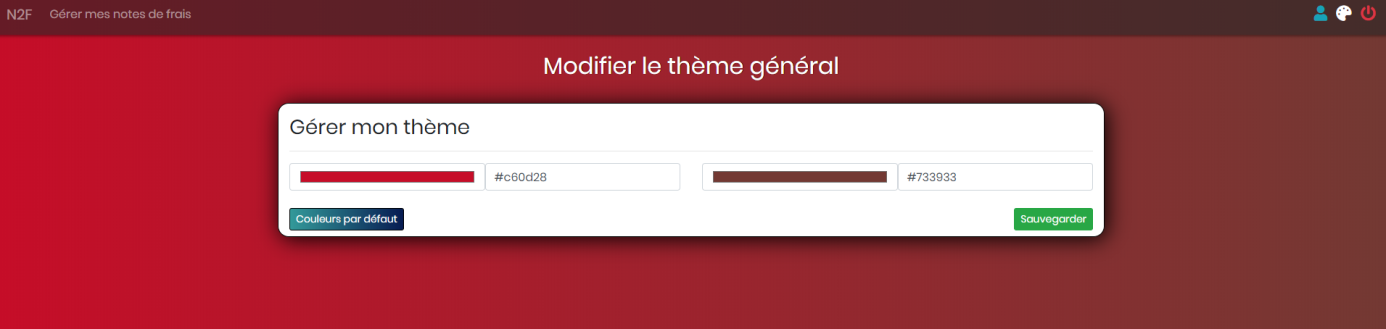 N2F Gérer mes notes de frais
Modifier le thème général
Gérer mon thème
#c60d28 #733933
Couleurs par défaut Sauvegarder